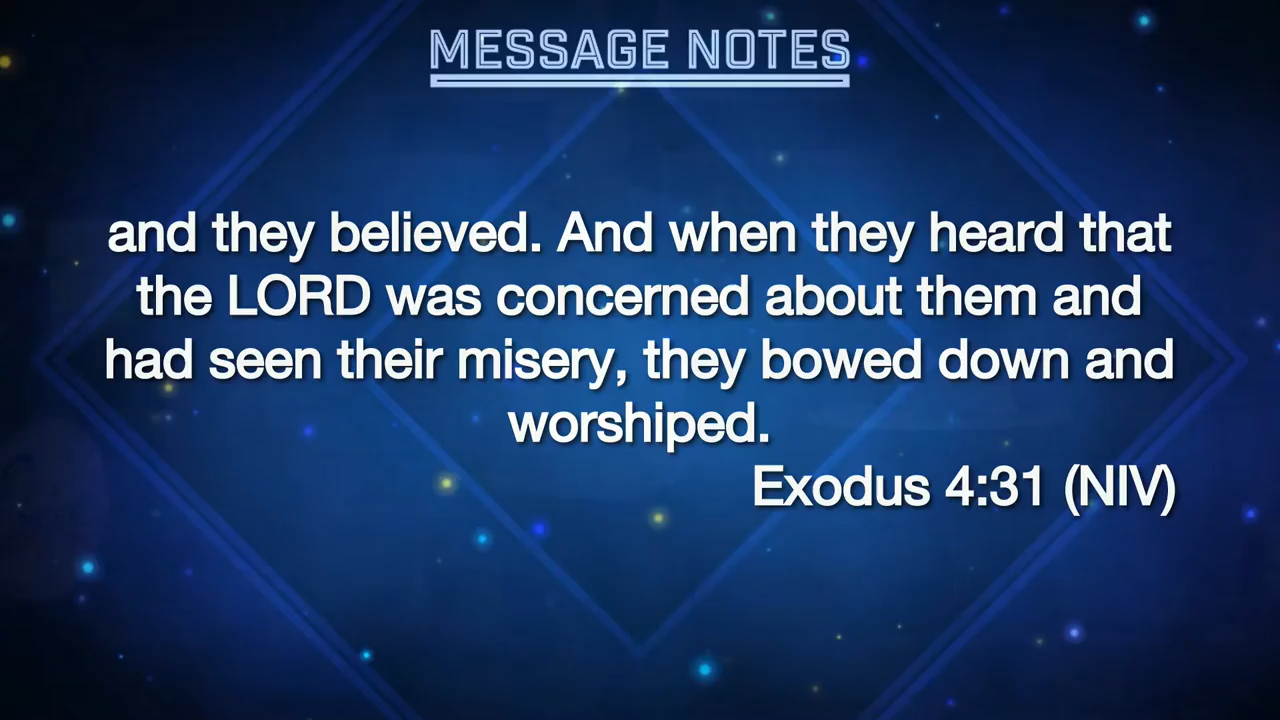 MESSAGE NOTES
and they believed. And when they heard that
the LORD was concerned about them and
had seen their misery, they bowed down and
worshiped.
Exodus 4:31 (NIV)